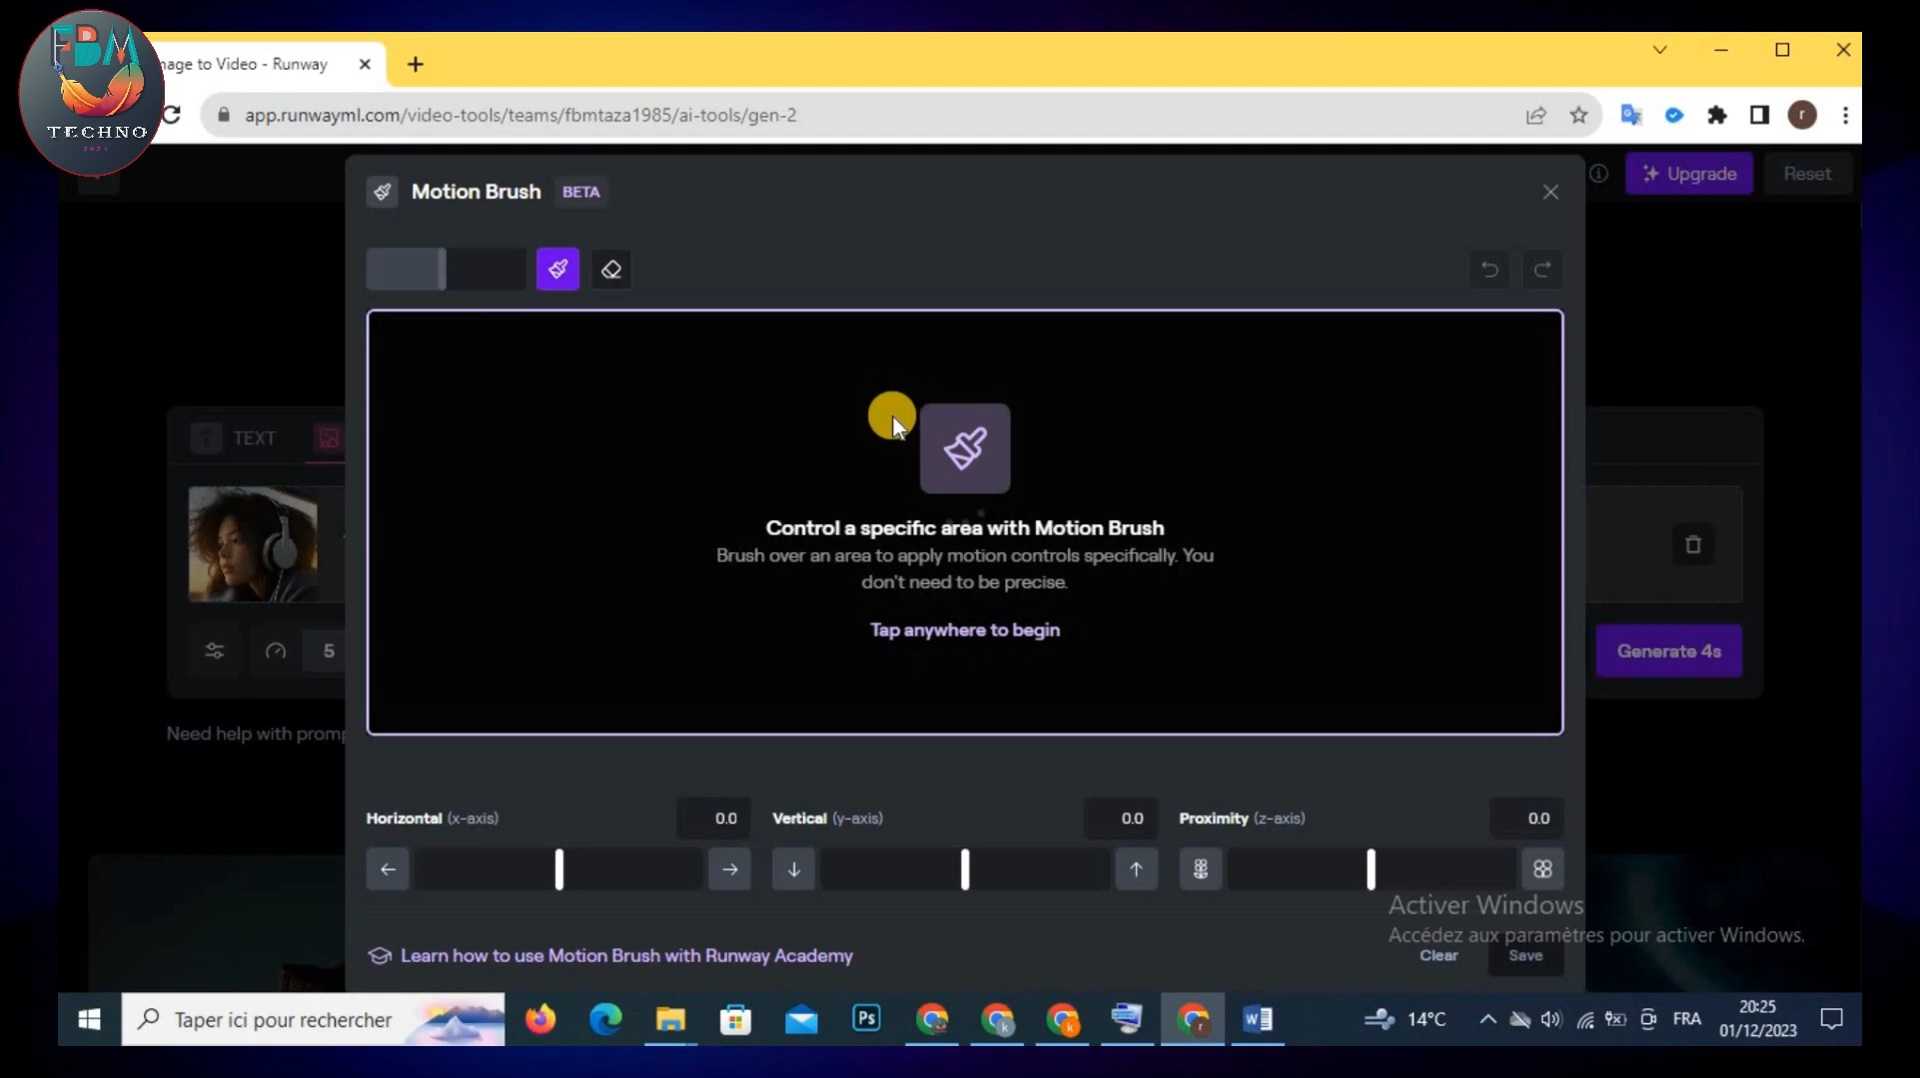 FBM
TECHNO
2023
mage to Video - Runway
app.runwayml.com/video-tools/teams/fbmtaza1985/ai-tools/gen-2
r
Motion Brush BETA
Upgrade
Reset
TEXT
Control a specific area with Motion Brush
Brush over an area to apply motion controls specifically. You
don't need to be precise.
Tap anywhere to begin
5
Generate 4s
Need help with promp
Horizontal (x-axis) 0.0
Vertical (y-axis) 0.0
Proximity (z-axis) 0.0
Activer Windows
Accédez aux paramètres pour activer Windows.
Learn how to use Motion Brush with Runway Academy
Clear
Save
Taper ici pour rechercher
Ps
k
k
r
W
14°C
FRA
20:25
01/12/2023